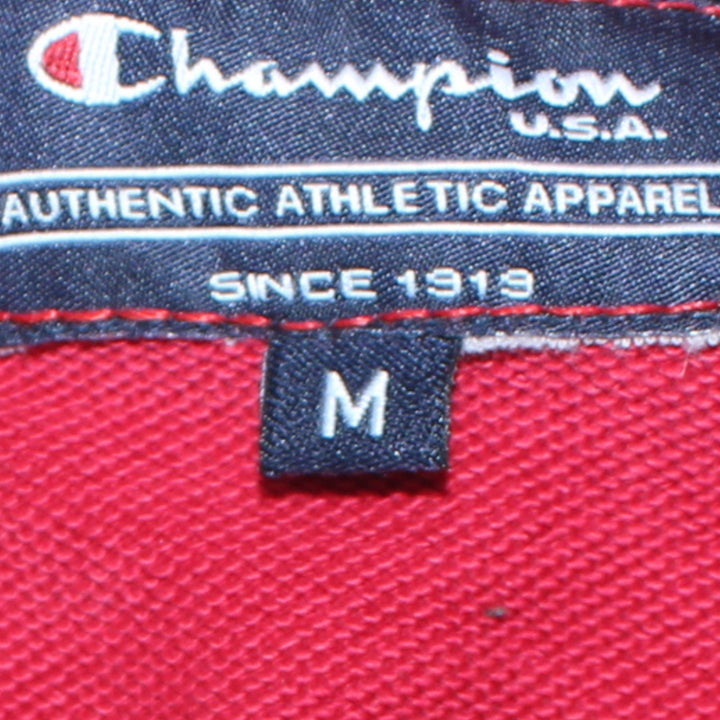 Champion
U.S.A.
AUTHENTIC ATHLETIC APPAREL
SINCE 1919
M